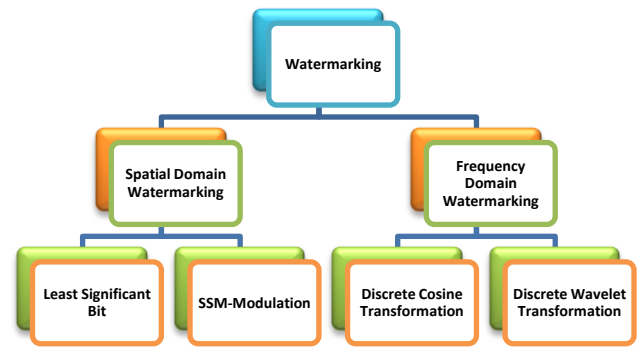 Watermarking
Spatial Domain
Watermarking
Frequency
Domain
Watermarking
Least Significant
Bit
SSM-Modulation
Discrete Cosine
Transformation
Discrete Wavelet
Transformation